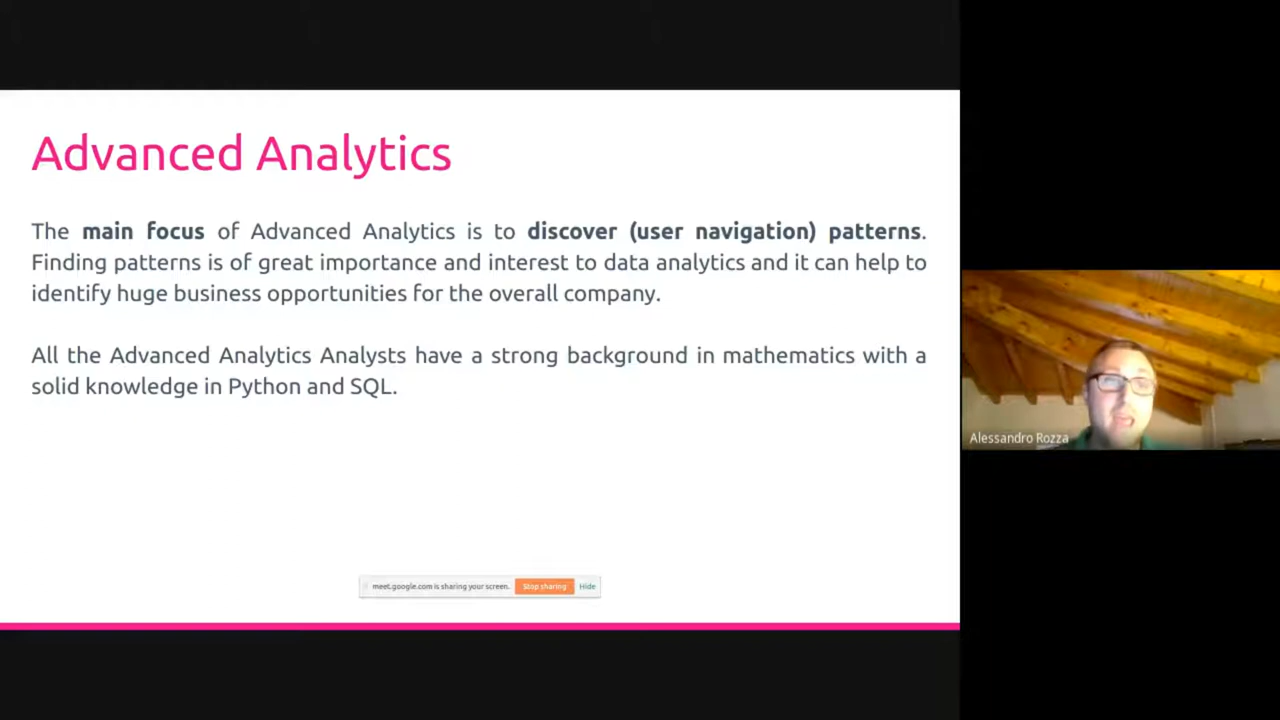 Advanced Analytics
The main focus of Advanced Analytics is to discover (user navigation) patterns.
Finding patterns is of great importance and interest to data analytics and it can help to
identify huge business opportunities for the overall company.
All the Advanced Analytics Analysts have a strong background in mathematics with a
solid knowledge in Python and SQL.
Alessandro Rozza
meet.google.com is sharing your screen. Stop sharing Hide